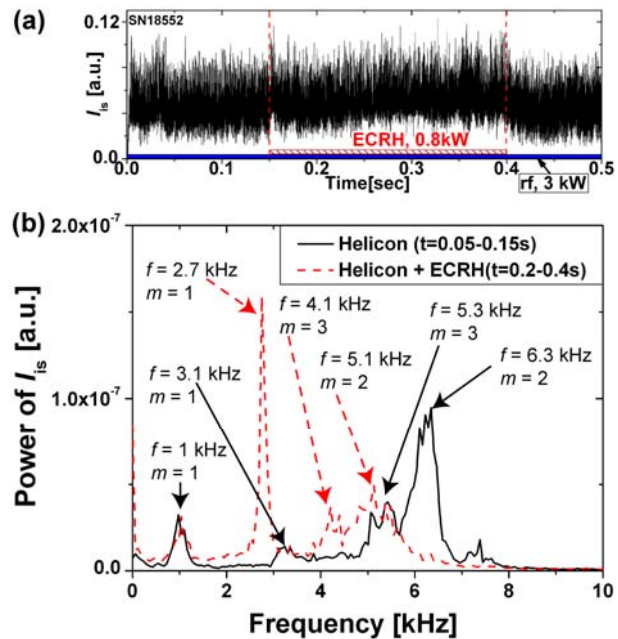 (a)
SN18552
0.12
I_is [a.u.]
0.0
ECRH, 0.8kW
0.0 0.1 0.2 0.3 0.4 0.5
Time[sec]
rf, 3 kW
(b)
2.0x10^-7
Helicon (t=0.05-0.15s)
Helicon + ECRH(t=0.2-0.4s)
f = 2.7 kHz
m = 1
f = 4.1 kHz
m = 3
f = 5.3 kHz
m = 3
f = 3.1 kHz
m = 1
f = 5.1 kHz
m = 2
f = 6.3 kHz
m = 2
Power of I_is [a.u.]
1.0x10^-7
f = 1 kHz
m = 1
0.0
0 2 4 6 8 10
Frequency [kHz]